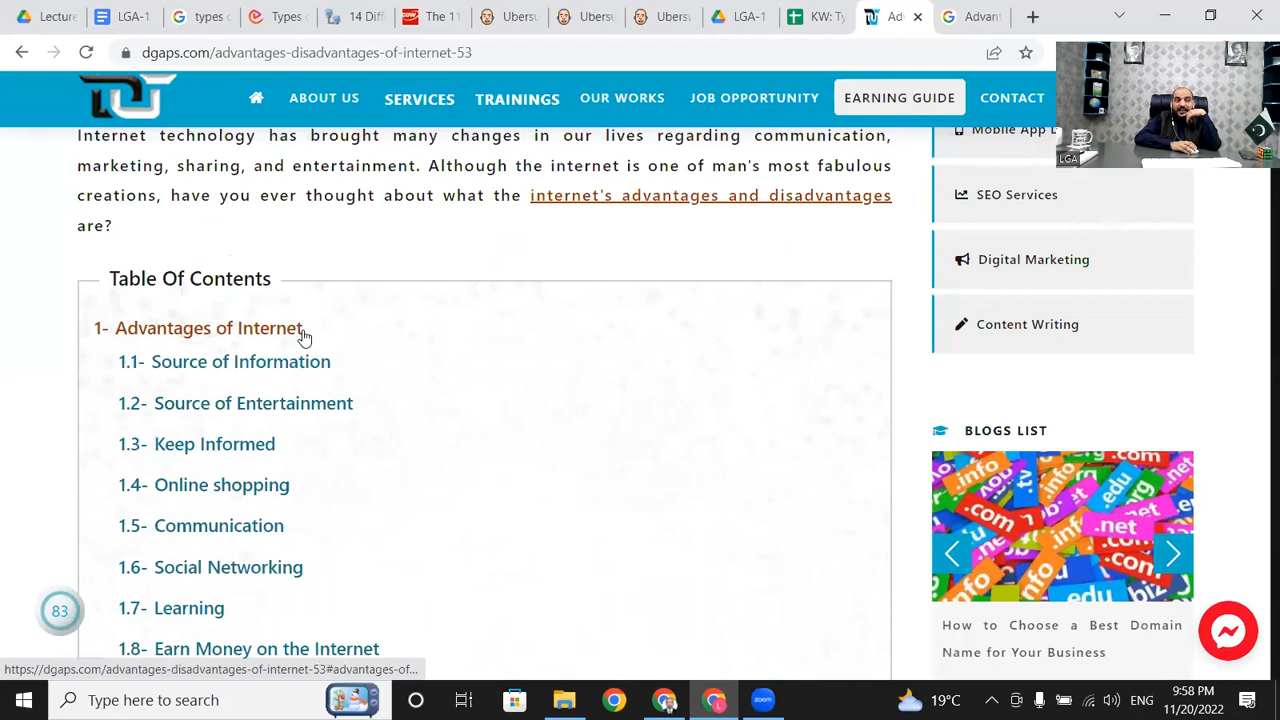 Lecture
LGA-
types o
Types
14 Diff
The 11
Ubers
Ubers
LGA-1
KW: T
Ad
Advant
dgaps.com/advantages-disadvantages-of-internet-53
ABOUT US
SERVICES
TRAININGS
OUR WORKS
JOB OPPORTUNITY
EARNING GUIDE
CONTACT
LGA
Internet technology has brought many changes in our lives regarding communication,
marketing, sharing, and entertainment. Although the internet is one of man's most fabulous
creations, have you ever thought about what the internet's advantages and disadvantages
are?
Table Of Contents
1- Advantages of Internet
1.1- Source of Information
1.2- Source of Entertainment
1.3- Keep Informed
1.4- Online shopping
1.5- Communication
1.6- Social Networking
1.7- Learning
1.8- Earn Money on the Internet
83
Mobile App
SEO Services
Digital Marketing
Content Writing
BLOGS LIST
How to Choose a Best Domain
Name for Your Business
https://dgaps.com/advantages-disadvantages-of-internet-53#advantages-of...
Type here to search
zoom
19°C
ENG
9:58 PM
11/20/2022